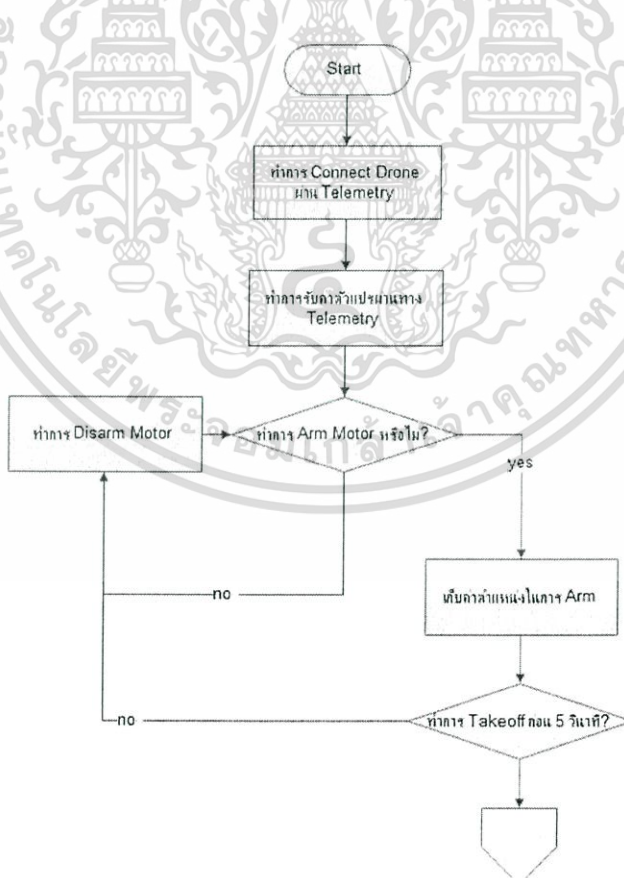 Start
ทำการ Connect Drone
ผ่าน Telemetry
ทำการรับค่าตัวแปรผ่านทาง
Telemetry
ทำการ Disarm Motor
ทำการ Arm Motor หรือไม่?
yes
no
เก็บค่าตำแหน่งในการ Arm
no
ทำการ Takeoff ก่อน 5 วินาที?